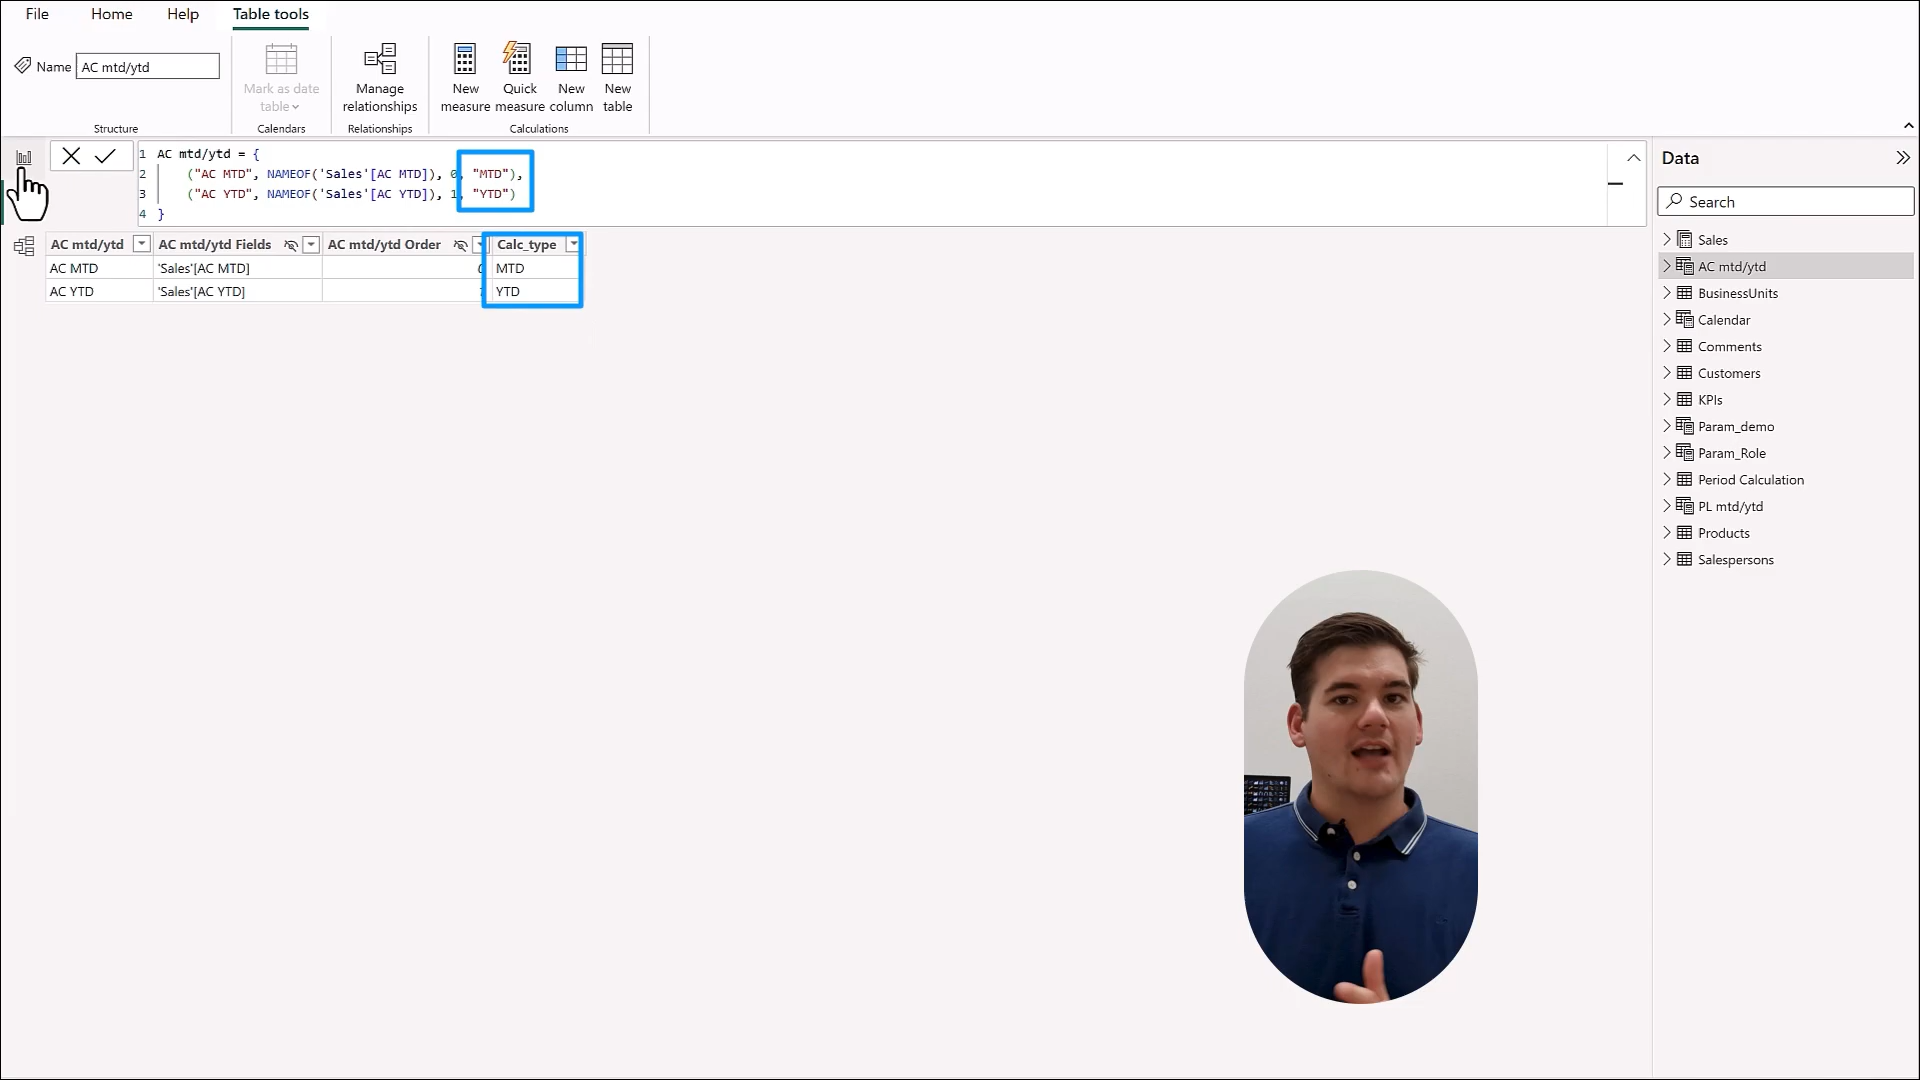 File Home Help Table tools
Name AC mtd/ytd
Mark as date table
Manage relationships
New measure
Quick measure
New column
New table
Structure Calendars Relationships Calculations
1 AC mtd/ytd = {
2 ("AC MTD", NAMEOF('Sales'[AC MTD]), 0, "MTD"),
3 ("AC YTD", NAMEOF('Sales'[AC YTD]), 1, "YTD")
4 }
AC mtd/ytd AC mtd/ytd Fields AC mtd/ytd Order Calc_type
AC MTD 'Sales'[AC MTD] MTD
AC YTD 'Sales'[AC YTD] YTD
Data
Search
Sales
AC mtd/ytd
BusinessUnits
Calendar
Comments
Customers
KPIs
Param_demo
Param_Role
Period Calculation
PL mtd/ytd
Products
Salespersons